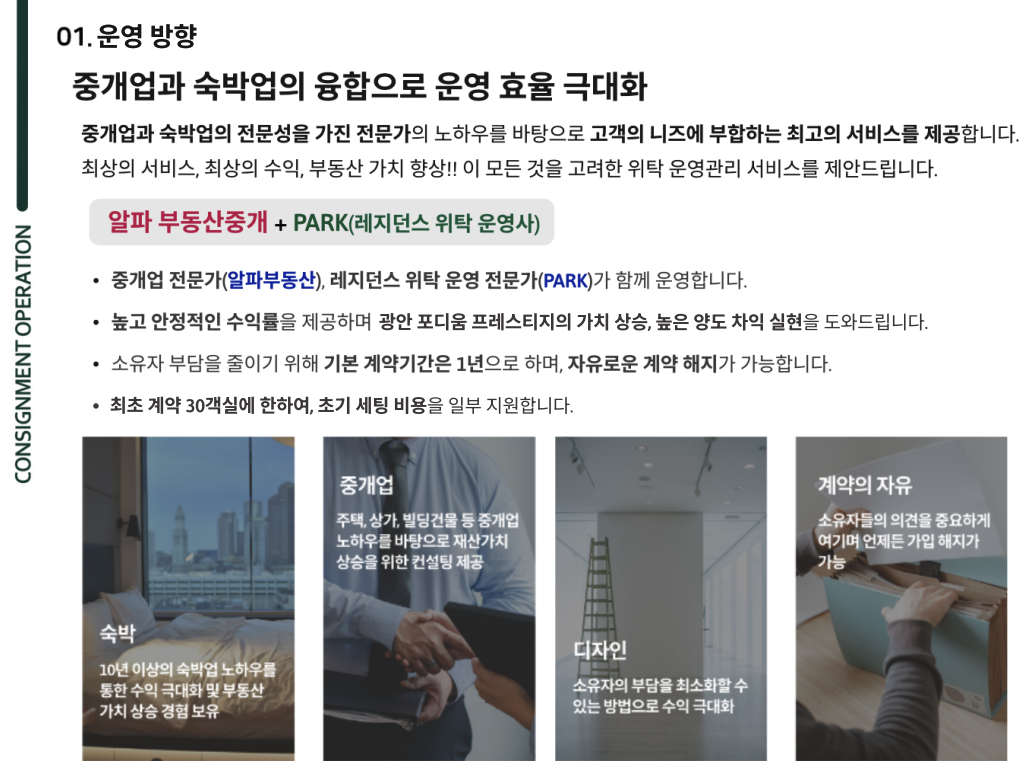 01. 운영 방향
중개업과 숙박업의 융합으로 운영 효율 극대화
중개업과 숙박업의 전문성을 가진 전문가의 노하우를 바탕으로 고객의 니즈에 부합하는 최고의 서비스를 제공합니다.
최상의 서비스, 최상의 수익, 부동산 가치 향상!! 이 모든 것을 고려한 위탁 운영관리 서비스를 제안드립니다.
알파 부동산중개 + PARK(레지던스 위탁 운영사)
• 중개업 전문가(알파부동산), 레지던스 위탁 운영 전문가(PARK)가 함께 운영합니다.
• 높고 안정적인 수익률을 제공하며 광안 포디움 프레스티지의 가치 상승, 높은 양도 차익 실현을 도와드립니다.
• 소유자 부담을 줄이기 위해 기본 계약기간은 1년으로 하며, 자유로운 계약 해지가 가능합니다.
• 최초 계약 30객실에 한하여, 초기 세팅 비용을 일부 지원합니다.
CONSIGNMENT OPERATION
숙박
10년 이상의 숙박업 노하우를
통한 수익 극대화 및 부동산
가치 상승 경험 보유
중개업
주택, 상가, 빌딩건물 등 중개업
노하우를 바탕으로 재산가치
상승을 위한 컨설팅 제공
디자인
소유자의 부담을 최소화할 수
있는 방법으로 수익 극대화
계약의 자유
소유자들의 의견을 중요하게
여기며 언제든 가입 해지가
가능